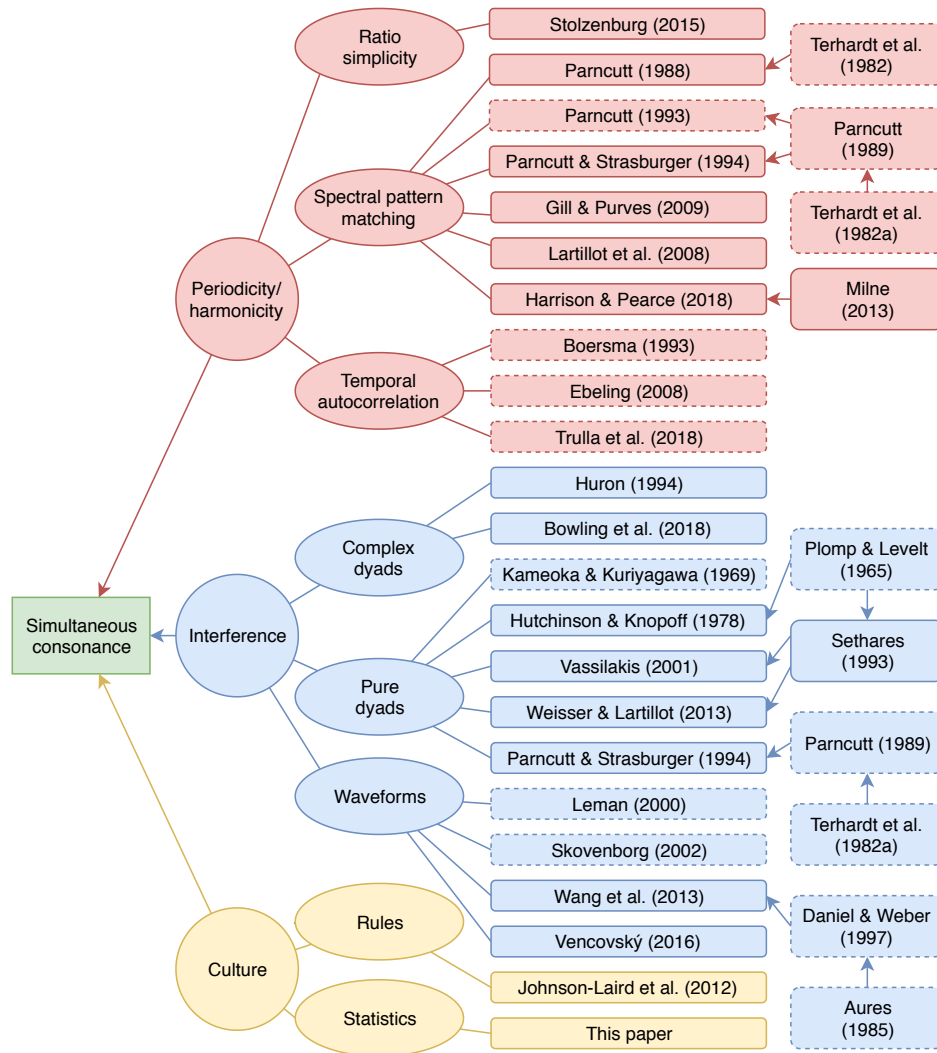 Ratio
simplicity
Stolzenburg (2015)
Parncutt (1988)
Terhardt et al.
(1982)
Parncutt (1993)
Parncutt
(1989)
Parncutt & Strasburger (1994)
Spectral pattern
matching
Gill & Purves (2009)
Terhardt et al.
(1982a)
Lartillot et al. (2008)
Periodicity/
harmonicity
Harrison & Pearce (2018)
Milne
(2013)
Boersma (1993)
Temporal
autocorrelation
Ebeling (2008)
Trulla et al. (2018)
Huron (1994)
Complex
dyads
Bowling et al. (2018)
Plomp & Levelt
(1965)
Kameoka & Kuriyagawa (1969)
Simultaneous
consonance
Interference
Hutchinson & Knopoff (1978)
Sethares
(1993)
Vassilakis (2001)
Pure
dyads
Weisser & Lartillot (2013)
Parncutt (1989)
Parncutt & Strasburger (1994)
Waveforms
Leman (2000)
Terhardt et al.
(1982a)
Skovenborg (2002)
Wang et al. (2013)
Daniel & Weber
(1997)
Rules
Vencovský (2016)
Culture
Johnson-Laird et al. (2012)
Aures
(1985)
Statistics
This paper